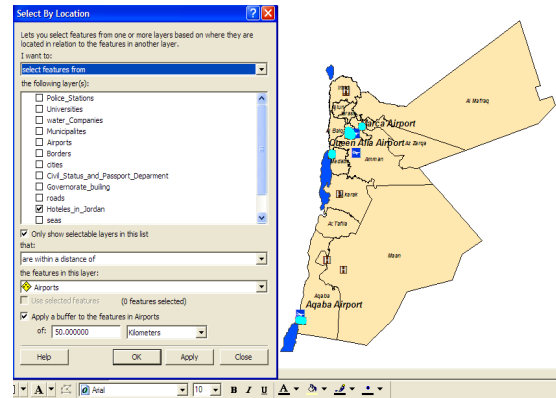 Select By Location
Lets you select features from one or more layers based on where they are
located in relation to the features in another layer.
I want to:
select features from
the following layer(s):
Police_Stations
Universities
water_Companies
Municipalites
Airports
Borders
cities
Civil_Status_and_Passport_Deparment
Governorate_builing
roads
Hoteles_in_Jordan
seas
Only show selectable layers in this list
that:
are within a distance of
the features in this layer:
Airports
Use selected features (0 features selected)
Apply a buffer to the features in Airports
of: 50.000000 Kilometers
Help OK Apply Close
Al Mafraq
Marca Airport
Queen Alia Airport
Az Zarqa
Amman
Karak
At Tafila
Maan
Aqaba
Aqaba Airport
A Arial 10 B I U A